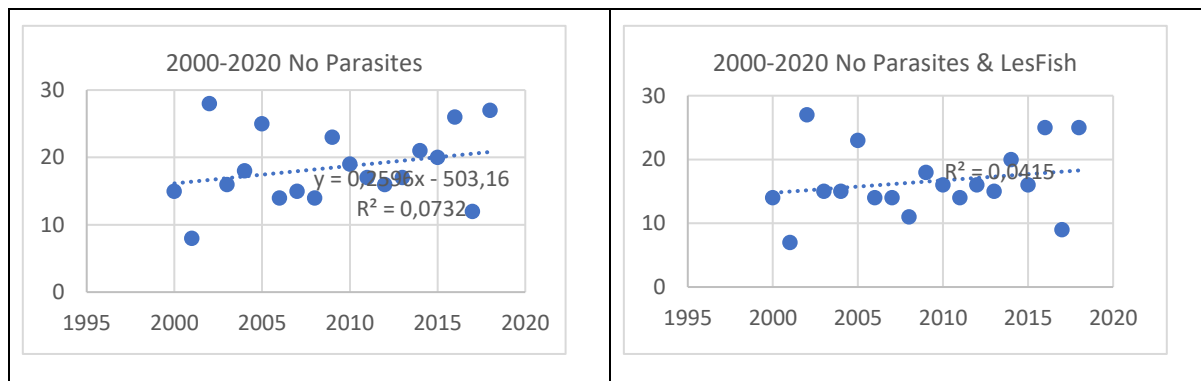 2000-2020 No Parasites
30
20
10
0
y = 0,2596x - 503,16
R² = 0,0732
1995 2000 2005 2010 2015 2020
2000-2020 No Parasites & LesFish
30
20
10
0
R² = 0,0415
1995 2000 2005 2010 2015 2020